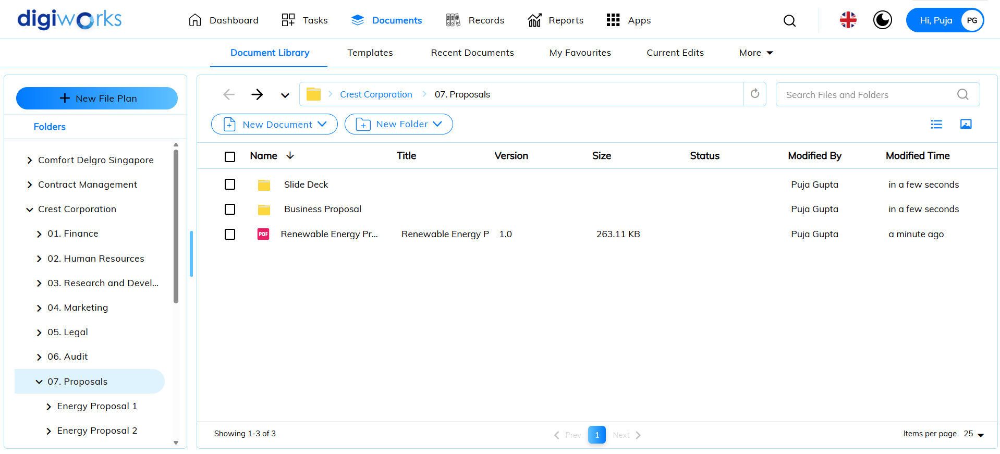 digiworks
Dashboard Tasks Documents Records Reports Apps Hi, Puja PG
Document Library Templates Recent Documents My Favourites Current Edits More
New File Plan
Folders
Comfort Delgro Singapore
Contract Management
Crest Corporation
01. Finance
02. Human Resources
03. Research and Devel...
04. Marketing
05. Legal
06. Audit
07. Proposals
Energy Proposal 1
Energy Proposal 2
Crest Corporation 07. Proposals
Search Files and Folders
New Document New Folder
Name Title Version Size Status Modified By Modified Time
Slide Deck Puja Gupta in a few seconds
Business Proposal Puja Gupta in a few seconds
PDF Renewable Energy Pr... Renewable Energy P 1.0 263.11 KB Puja Gupta a minute ago
Showing 1-3 of 3 Prev 1 Next Items per page 25